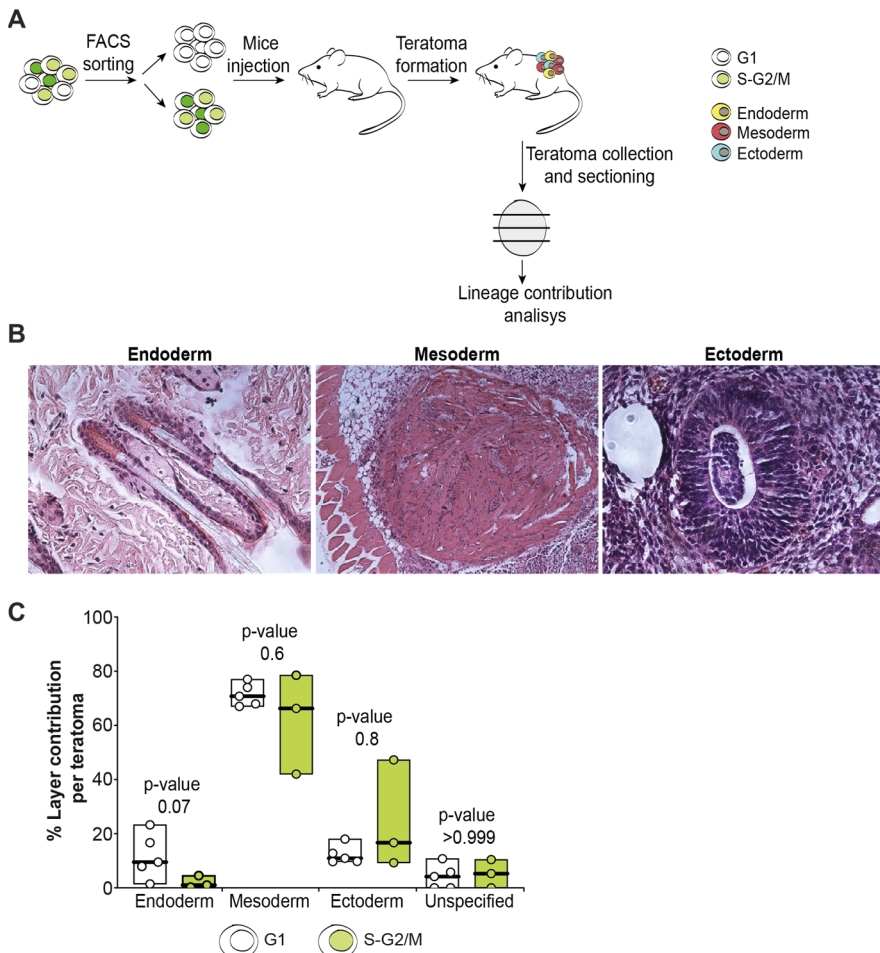 A
FACS
sorting
Mice
injection
Teratoma
formation
G1
S-G2/M
Endoderm
Mesoderm
Ectoderm
Teratoma collection
and sectioning
Lineage contribution
analisys
B
Endoderm
Mesoderm
Ectoderm
C
% Layer contribution
per teratoma
100
80
60
40
20
0
p-value
0.07
p-value
0.6
p-value
0.8
p-value
>0.999
Endoderm
Mesoderm
Ectoderm
Unspecified
G1
S-G2/M